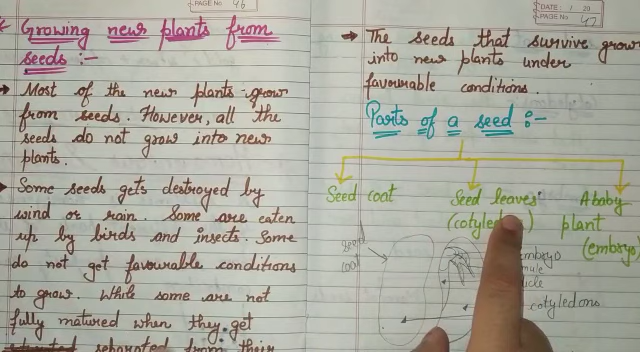 PAGE No 46
Growing new plants from
seeds :-
→ Most of the new plants grow
from seeds. However, all the
seeds do not grow into new
plants.
→ Some seeds gets destroyed by
wind or rain. Some are eaten
up by birds and insects. Some
do not get favourable conditions
to grow. While some are not
fully matured when they get
separated from their
DATE: / 20
PAGE No. 47
→ The seeds that survive grow
into new plants under
favourable conditions.
Parts of a seed :-
Seed coat
Seed leaves
A baby
plant
(embryo)
seed
coat
cotyledons